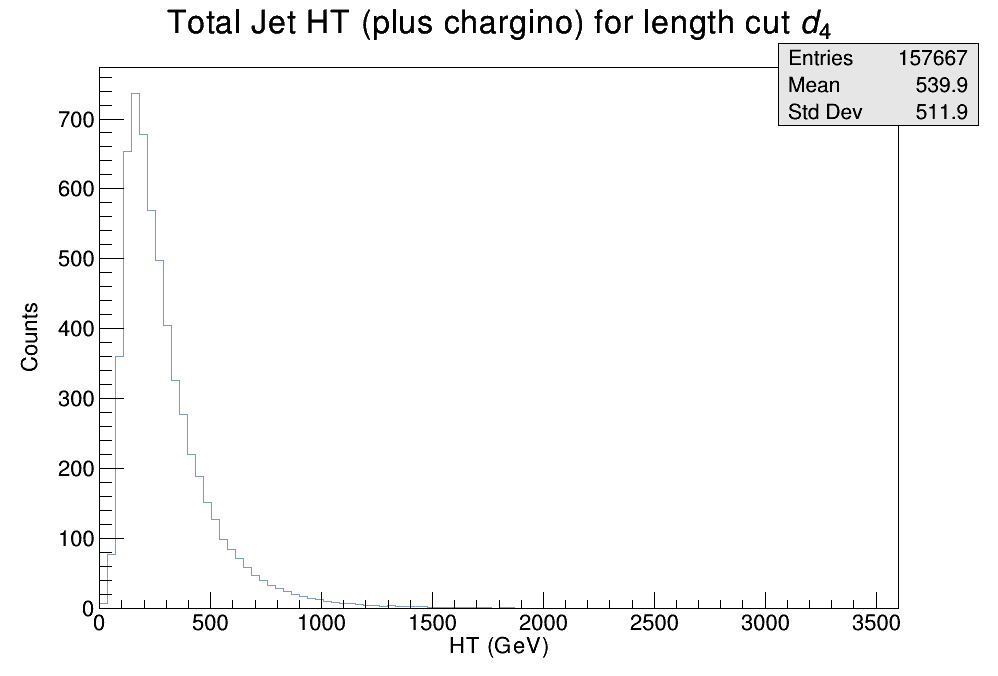 Total Jet HT (plus chargino) for length cut d4
Entries 157667
Mean 539.9
Std Dev 511.9
700
600
500
400
300
200
100
0
Counts
0 500 1000 1500 2000 2500 3000 3500
HT (GeV)